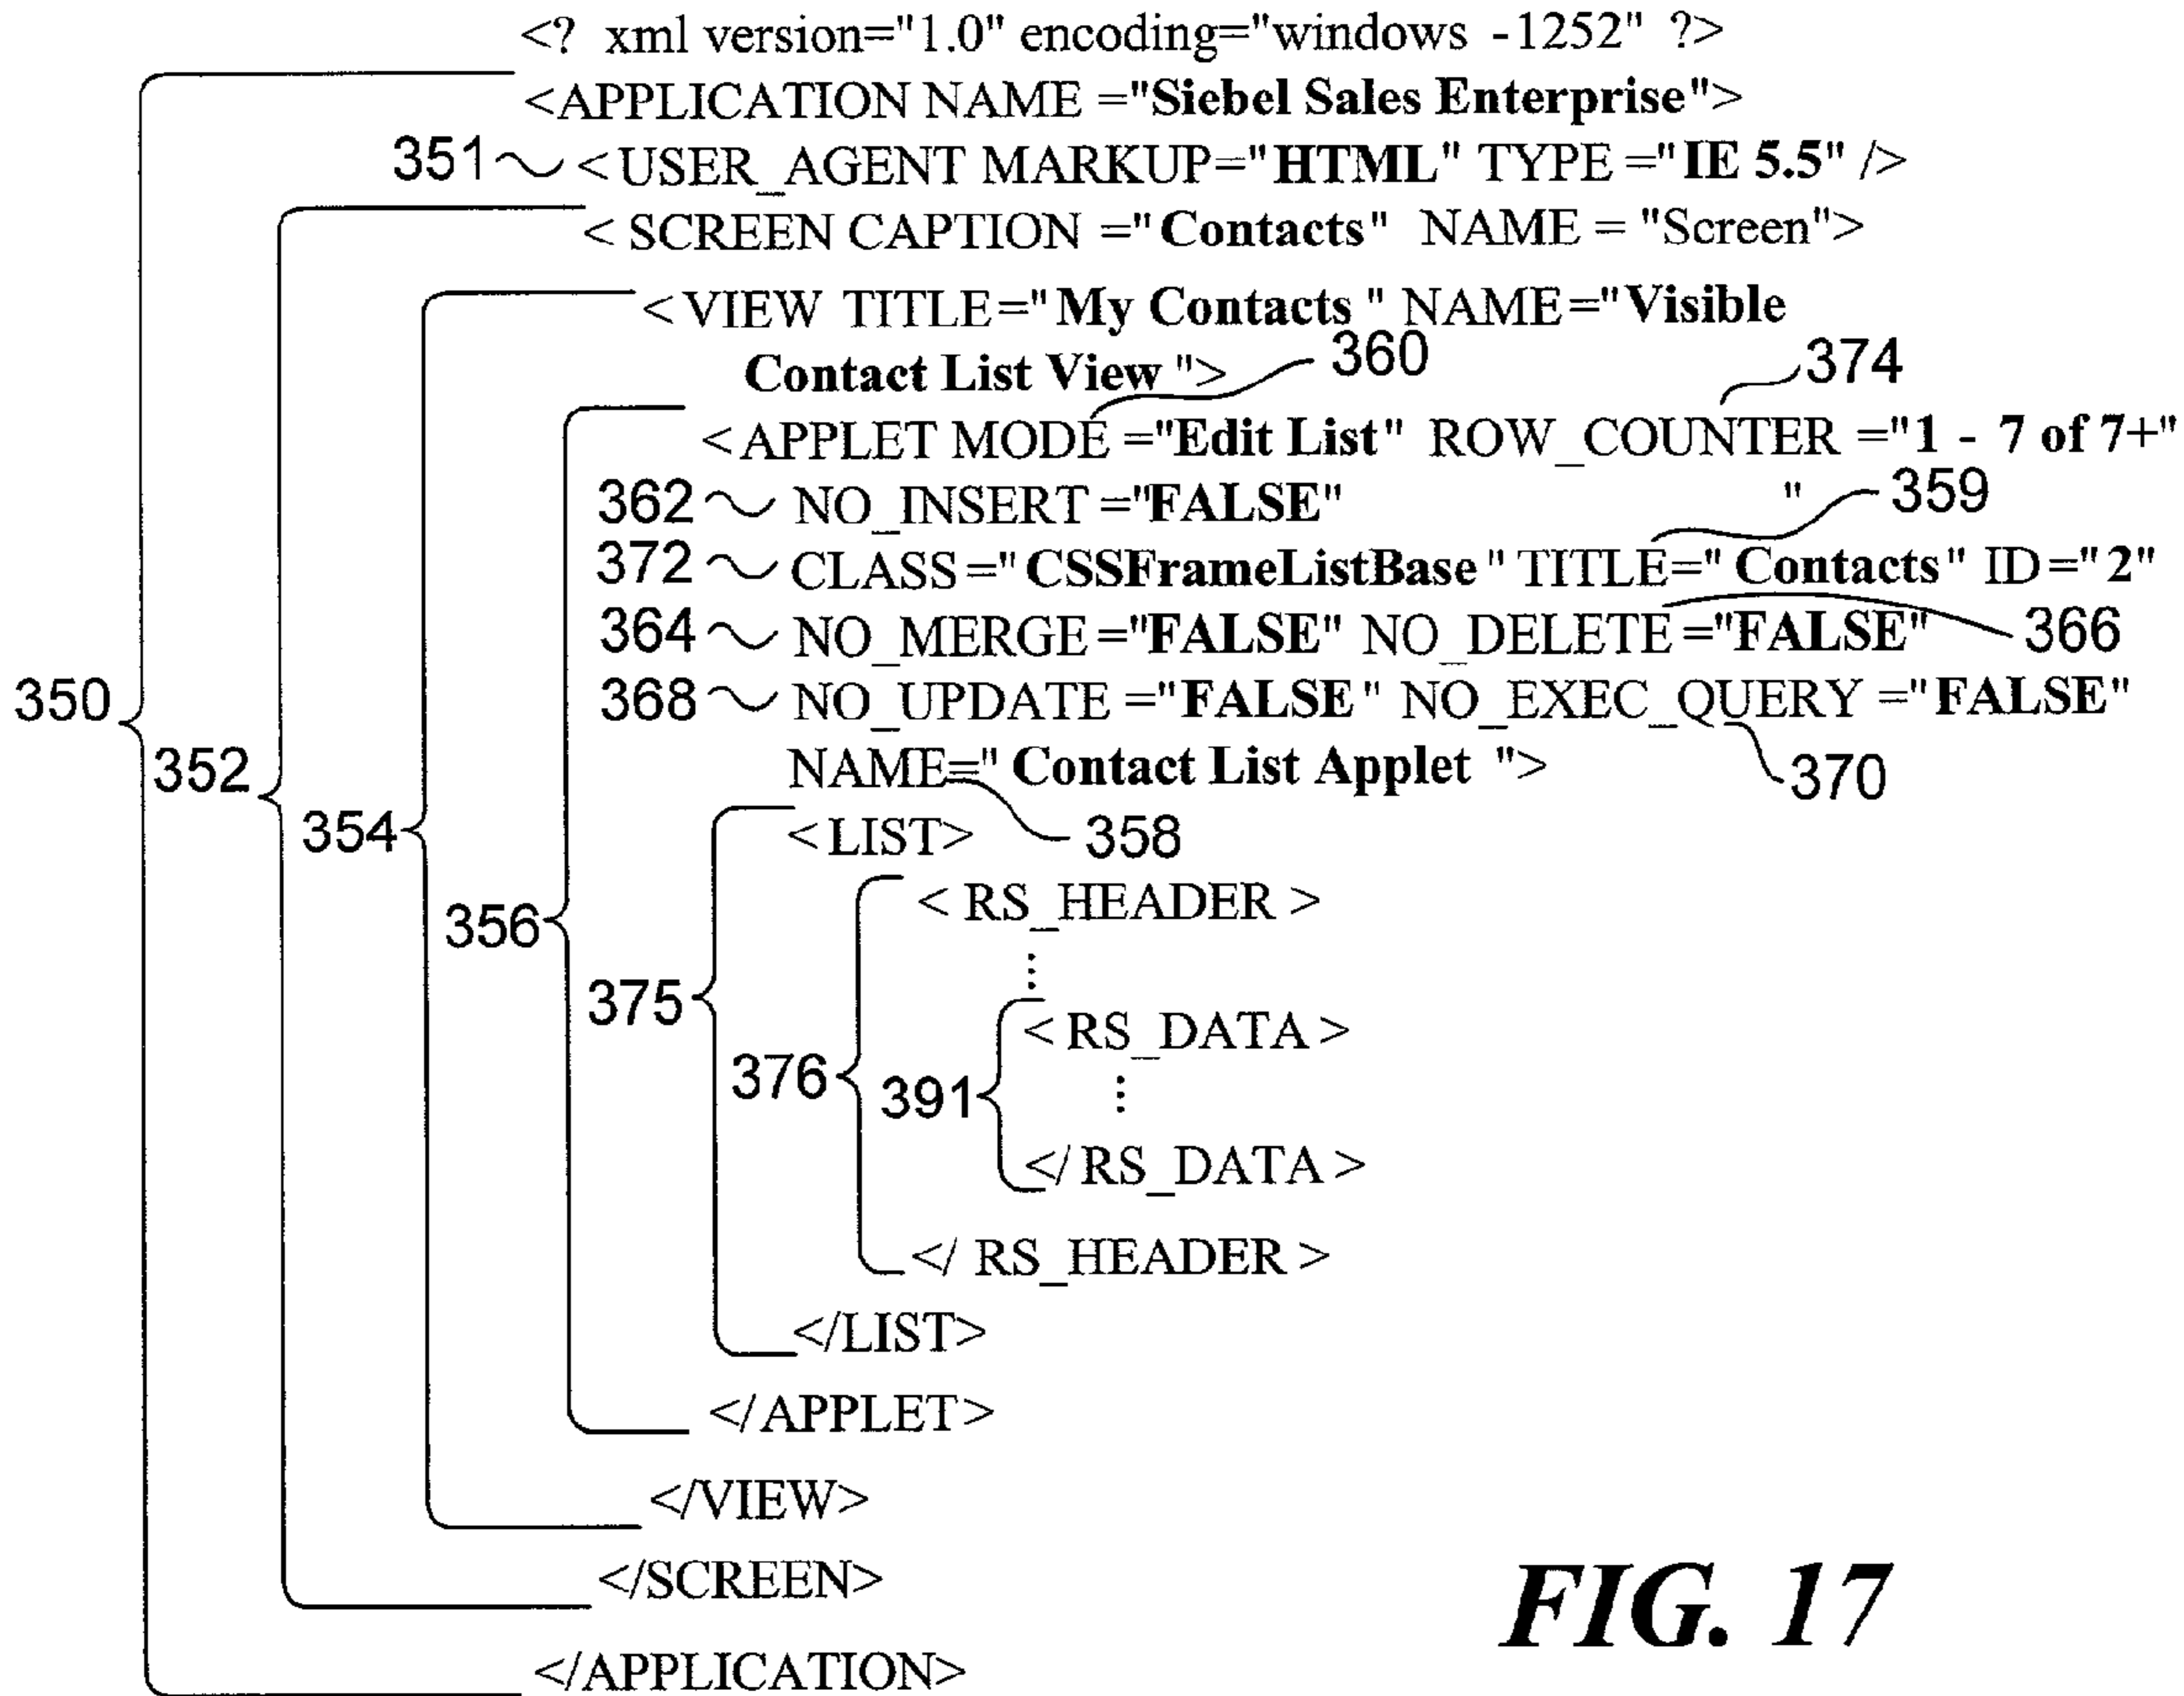 <? xml version="1.0" encoding="windows -1252" ?>
<APPLICATION NAME ="Siebel Sales Enterprise">
351 <USER_AGENT MARKUP="HTML" TYPE ="IE 5.5" />
< SCREEN CAPTION ="Contacts" NAME = "Screen">
<VIEW TITLE="My Contacts " NAME="Visible
Contact List View "> 360
374
<APPLET MODE ="Edit List" ROW_COUNTER ="1 - 7 of 7+"
362 NO_INSERT ="FALSE" " 359
372 CLASS ="CSSFrameListBase " TITLE=" Contacts" ID ="2"
364 NO_MERGE ="FALSE" NO_DELETE ="FALSE" 366
350 368 NO_UPDATE ="FALSE " NO_EXEC_QUERY ="FALSE"
352 NAME=" Contact List Applet "> 370
354 <LIST> 358
356 < RS_HEADER >
⋮
375 < RS_DATA >
376 391 ⋮
</ RS_DATA >
</ RS_HEADER >
</LIST>
</APPLET>
</VIEW>
</SCREEN>
FIG. 17
</APPLICATION>